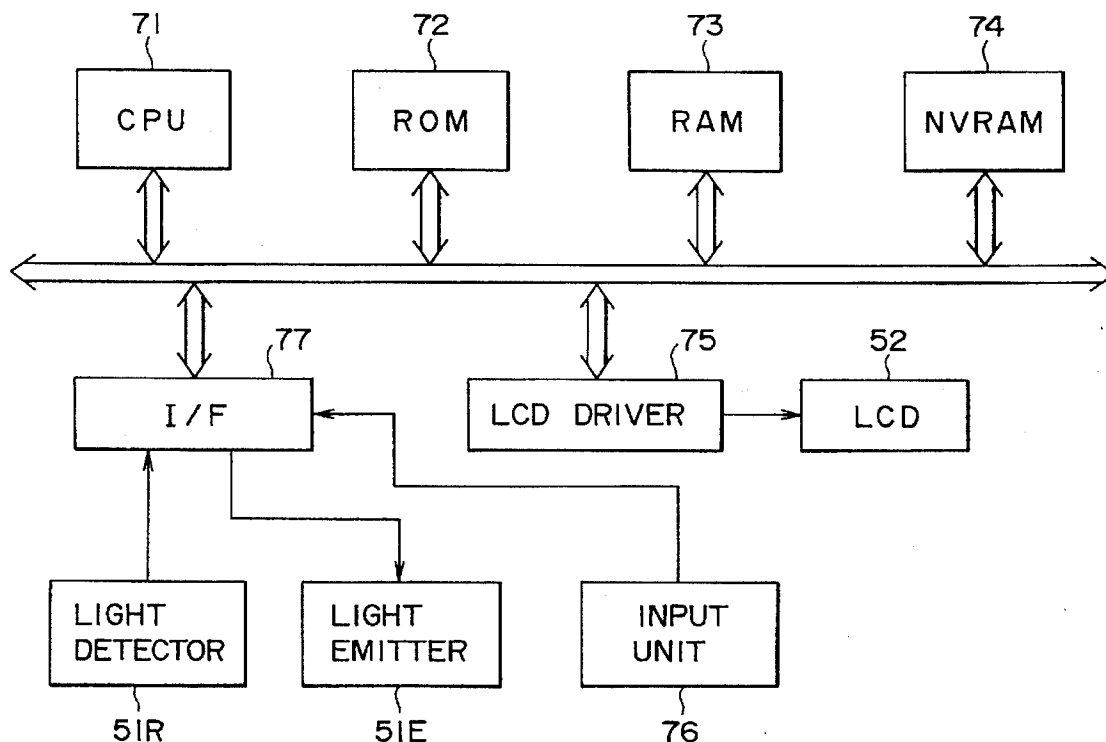 71
72
73
74
CPU
ROM
RAM
NVRAM
77
75
52
I/F
LCD DRIVER
LCD
LIGHT
DETECTOR
LIGHT
EMITTER
INPUT
UNIT
51R
51E
76